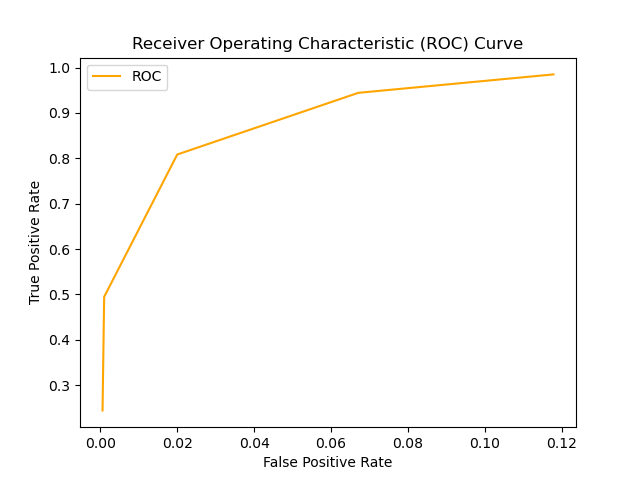 Receiver Operating Characteristic (ROC) Curve
ROC
1.0
0.9
0.8
0.7
0.6
0.5
0.4
0.3
True Positive Rate
0.00 0.02 0.04 0.06 0.08 0.10 0.12
False Positive Rate